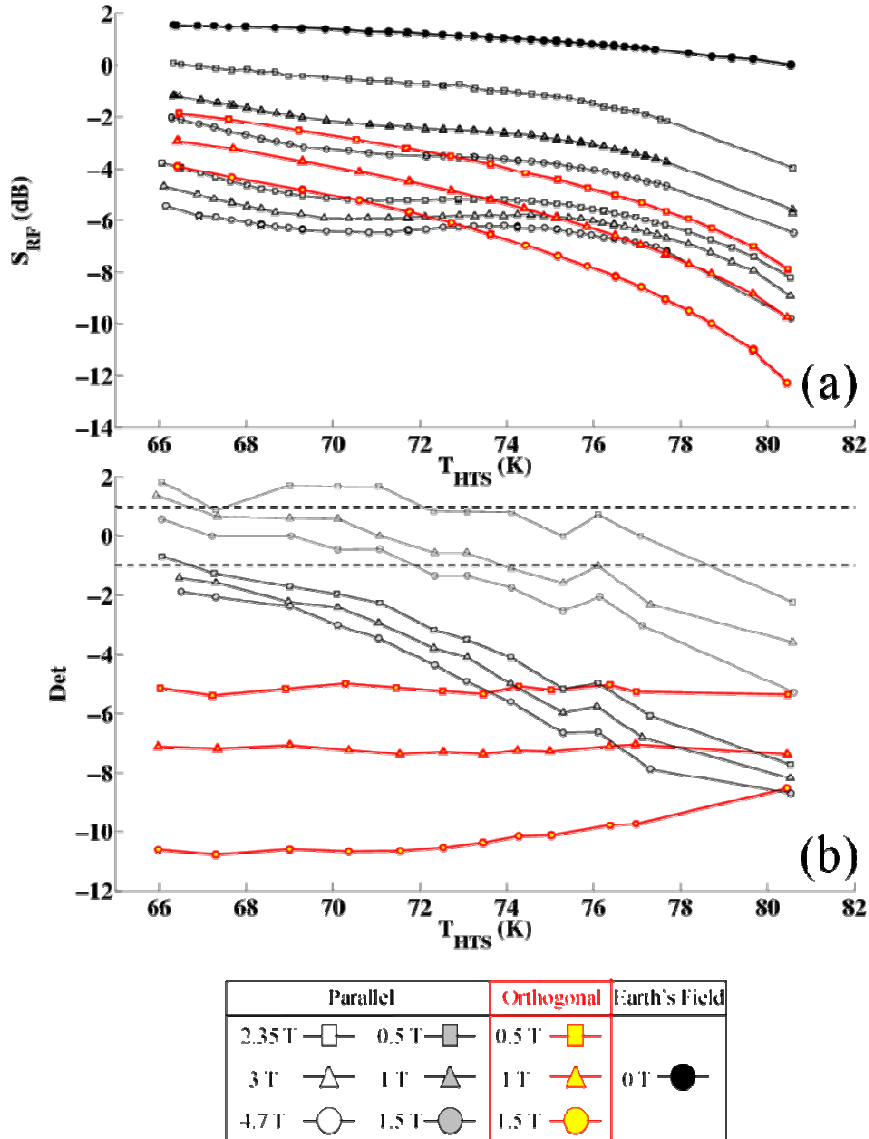 2
0
−2
−4
−6
−8
−10
−12
−14
S_RF (dB)
(a)
66 68 70 72 74 76 78 80 82
T_HTS (K)
2
0
−2
−4
−6
−8
−10
−12
Det
(b)
66 68 70 72 74 76 78 80 82
T_HTS (K)
Parallel Orthogonal Earth's Field
2.35 T 0.5 T 0.5 T 0 T
3 T 1 T 1 T
4.7 T 1.5 T 1.5 T